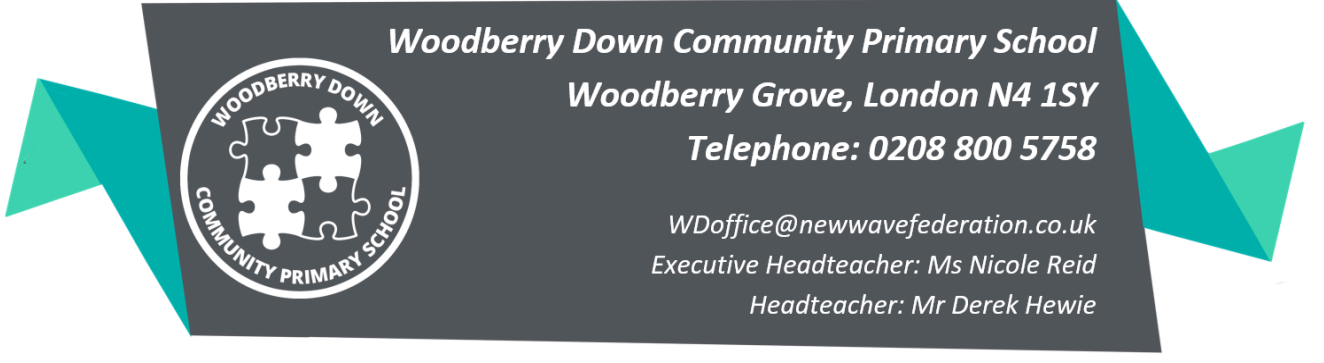 WOODBERRY DOWN
COMMUNITY PRIMARY SCHOOL
Woodberry Down Community Primary School
Woodberry Grove, London N4 1SY
Telephone: 0208 800 5758
WDoffice@newwavefederation.co.uk
Executive Headteacher: Ms Nicole Reid
Headteacher: Mr Derek Hewie